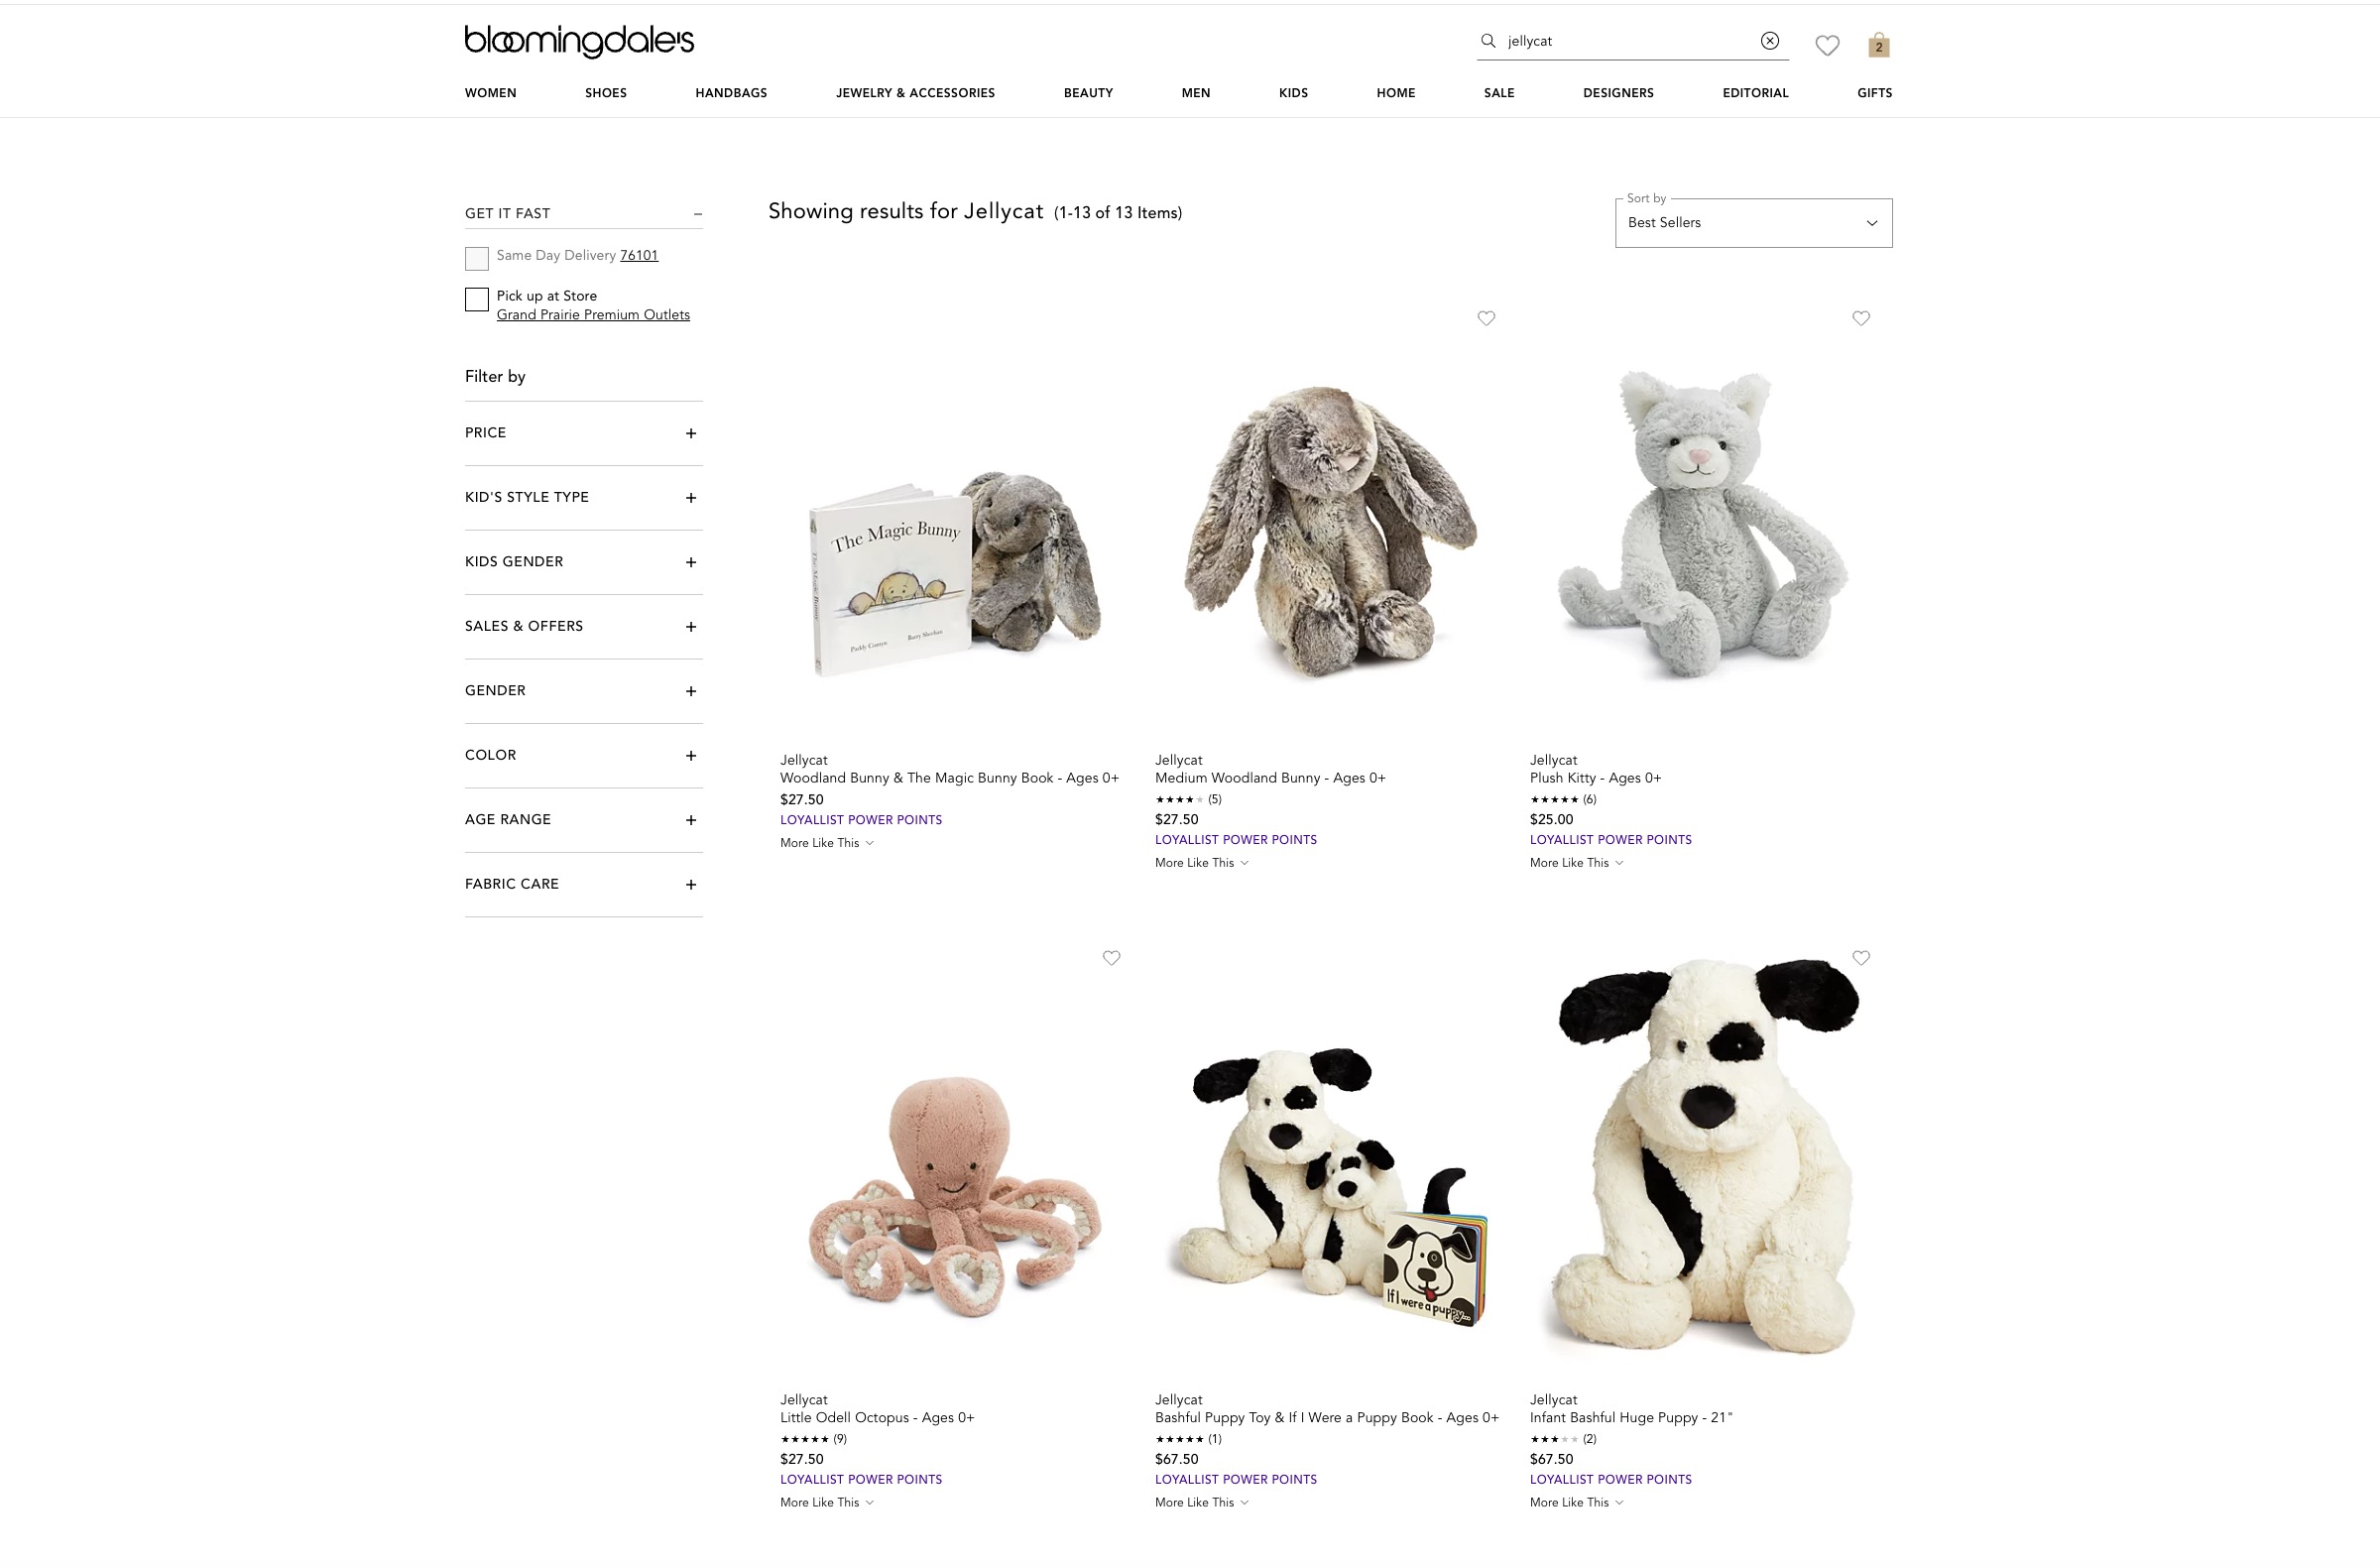 bloomingdale's
jellycat
2
WOMEN SHOES HANDBAGS JEWELRY & ACCESSORIES BEAUTY MEN KIDS HOME SALE DESIGNERS EDITORIAL GIFTS
GET IT FAST
Same Day Delivery 76101
Pick up at Store
Grand Prairie Premium Outlets
Filter by
PRICE
KID'S STYLE TYPE
KIDS GENDER
SALES & OFFERS
GENDER
COLOR
AGE RANGE
FABRIC CARE
Showing results for Jellycat (1-13 of 13 Items)
Sort by
Best Sellers
The Magic Bunny
The Magic Bunny
Paddy Comyn
Barry Sheehan
Jellycat
Woodland Bunny & The Magic Bunny Book - Ages 0+
$27.50
LOYALLIST POWER POINTS
More Like This
Jellycat
Medium Woodland Bunny - Ages 0+
(5)
$27.50
LOYALLIST POWER POINTS
More Like This
Jellycat
Plush Kitty - Ages 0+
(6)
$25.00
LOYALLIST POWER POINTS
More Like This
Jellycat
Little Odell Octopus - Ages 0+
(9)
$27.50
LOYALLIST POWER POINTS
More Like This
If I were a puppy...
Jellycat
Bashful Puppy Toy & If I Were a Puppy Book - Ages 0+
(1)
$67.50
LOYALLIST POWER POINTS
More Like This
Jellycat
Infant Bashful Huge Puppy - 21"
(2)
$67.50
LOYALLIST POWER POINTS
More Like This